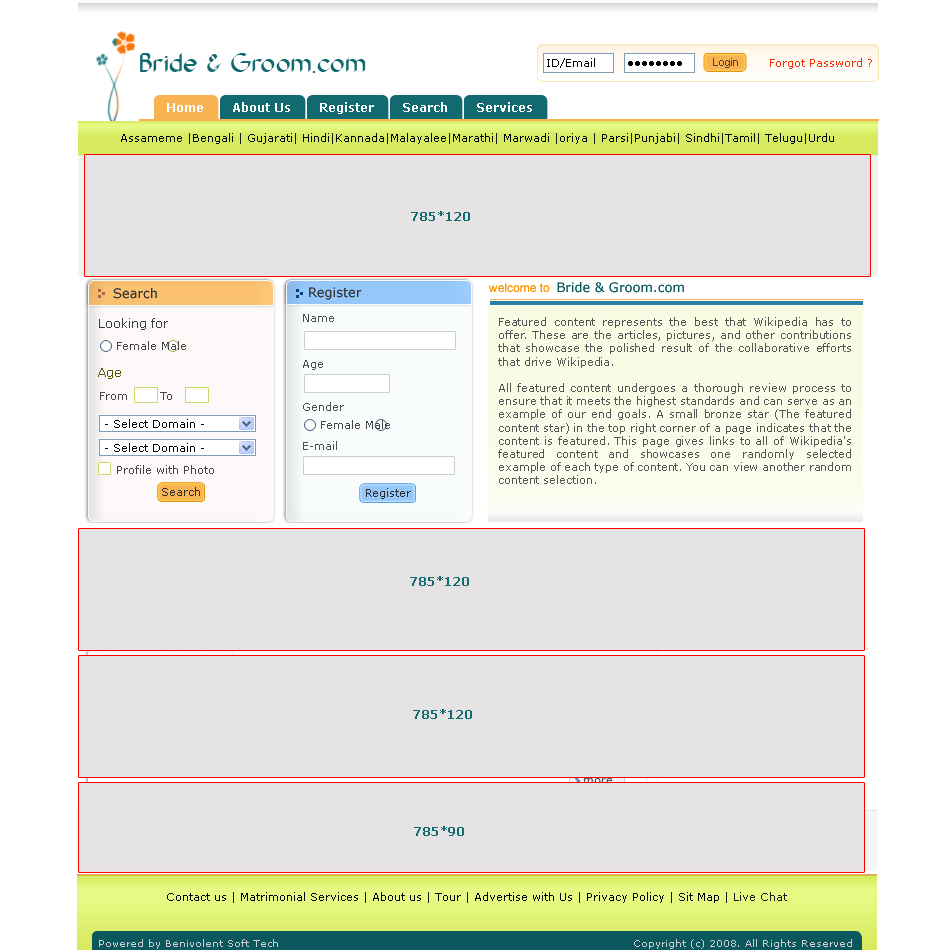 Bride & Groom.com
ID/Email
Login
Forgot Password ?
Home About Us Register Search Services
Assameme |Bengali | Gujarati| Hindi|Kannada|Malayalee|Marathi| Marwadi |oriya | Parsi|Punjabi| Sindhi|Tamil| Telugu|Urdu
785*120
Search
Looking for
Female Male
Age
From To
- Select Domain -
- Select Domain -
Profile with Photo
Search
Register
Name
Age
Gender
Female Male
E-mail
Register
welcome to Bride & Groom.com
Featured content represents the best that Wikipedia has to
offer. These are the articles, pictures, and other contributions
that showcase the polished result of the collaborative efforts
that drive Wikipedia.
All featured content undergoes a thorough review process to
ensure that it meets the highest standards and can serve as an
example of our end goals. A small bronze star (The featured
content star) in the top right corner of a page indicates that the
content is featured. This page gives links to all of Wikipedia's
featured content and showcases one randomly selected
example of each type of content. You can view another random
content selection.
785*120
785*120
more
785*90
Contact us | Matrimonial Services | About us | Tour | Advertise with Us | Privacy Policy | Sit Map | Live Chat
Powered by Benivolent Soft Tech
Copyright (c) 2008. All Rights Reserved